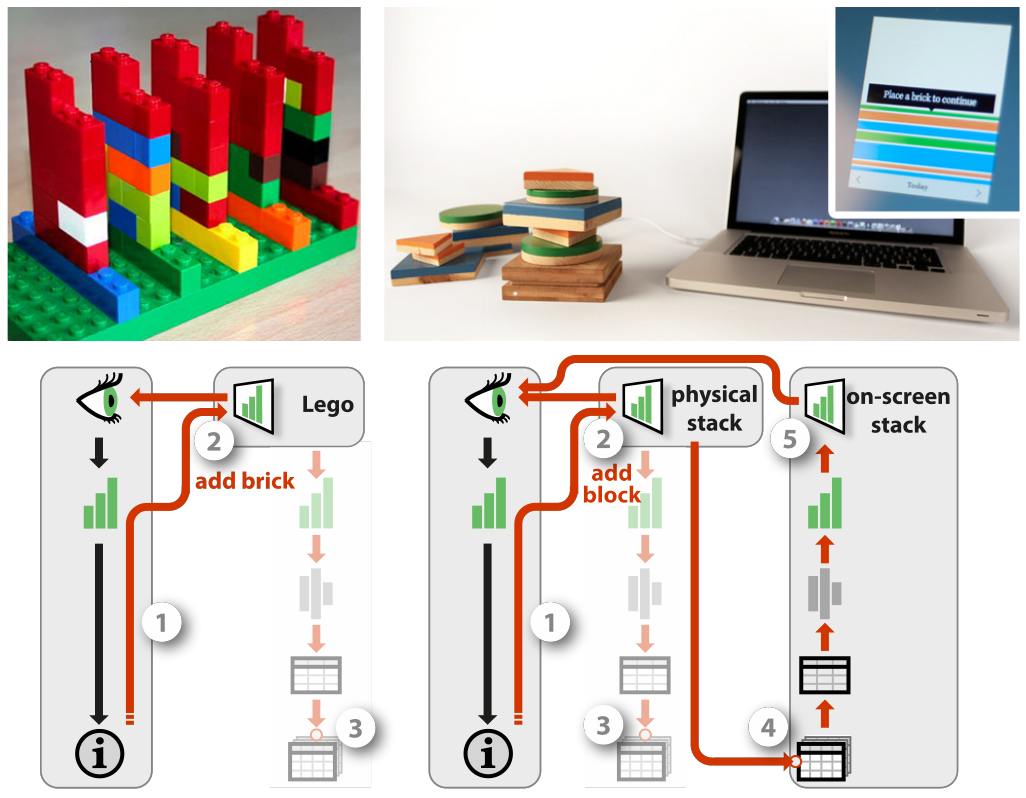 Place a brick to continue
Today
Lego
2
add brick
1
3
physical
stack
on-screen
stack
2
5
add
block
1
3
4